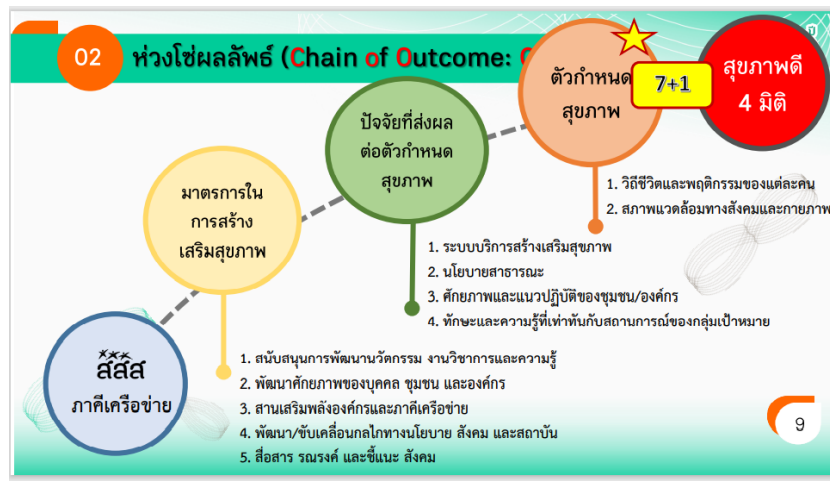 02
ห่วงโซ่ผลลัพธ์ (Chain of Outcome:
7+1
สุขภาพดี
4 มิติ
ตัวกำหนด
สุขภาพ
1. วิถีชีวิตและพฤติกรรมของแต่ละคน
2. สภาพแวดล้อมทางสังคมและกายภาพ
ปัจจัยที่ส่งผล
ต่อตัวกำหนด
สุขภาพ
1. ระบบบริการสร้างเสริมสุขภาพ
2. นโยบายสาธารณะ
3. ศักยภาพและแนวปฏิบัติของชุมชน/องค์กร
4. ทักษะและความรู้ที่เท่าทันกับสถานการณ์ของกลุ่มเป้าหมาย
มาตรการใน
การสร้าง
เสริมสุขภาพ
1. สนับสนุนการพัฒนานวัตกรรม งานวิชาการและความรู้
2. พัฒนาศักยภาพของบุคคล ชุมชน และองค์กร
3. สานเสริมพลังองค์กรและภาคีเครือข่าย
4. พัฒนา/ขับเคลื่อนกลไกทางนโยบาย สังคม และสถาบัน
5. สื่อสาร รณรงค์ และชี้แนะ สังคม
สสส
ภาคีเครือข่าย
9